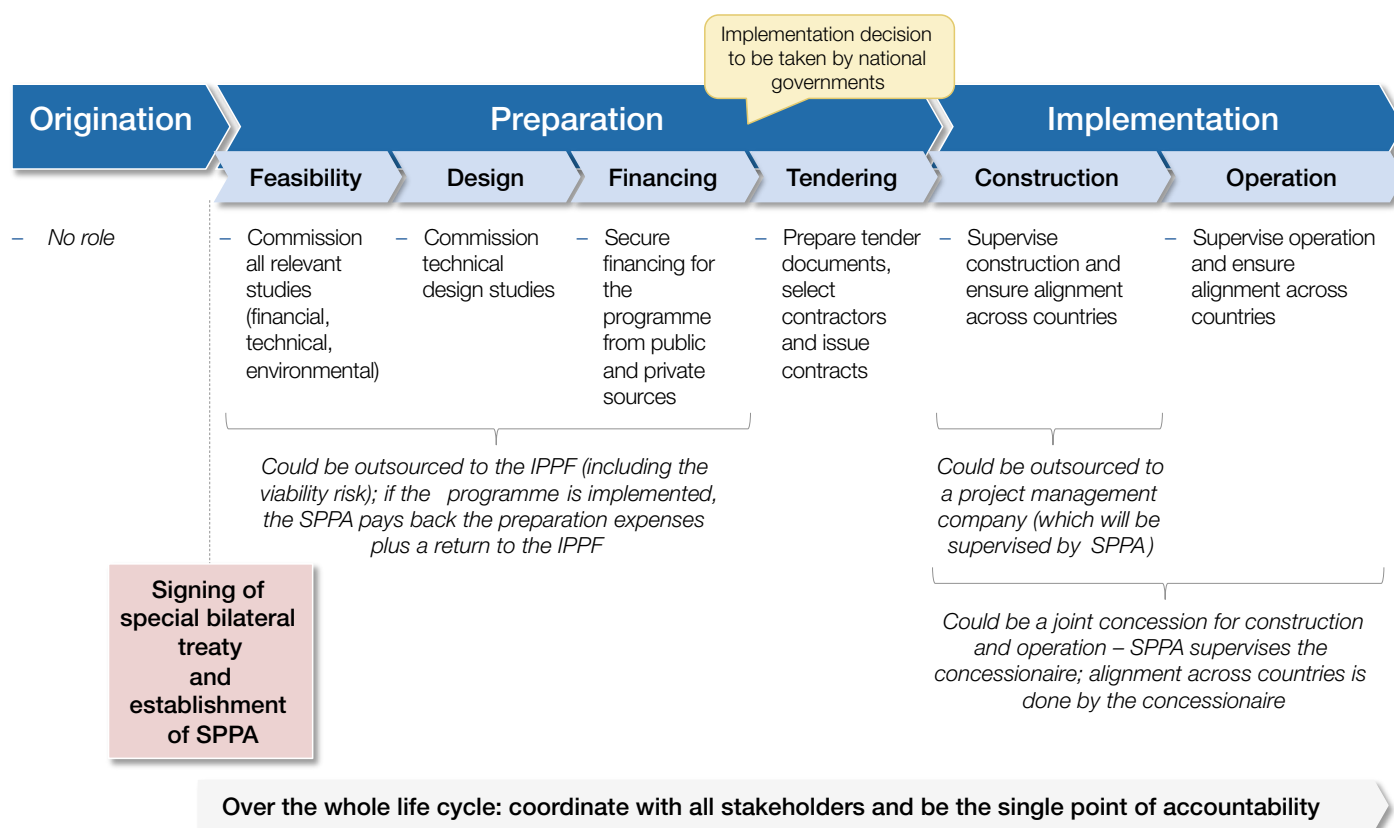 Implementation decision
to be taken by national
governments
Origination
Preparation
Implementation
Feasibility
Design
Financing
Tendering
Construction
Operation
– No role
– Commission
all relevant
studies
(financial,
technical,
environmental)
– Commission
technical
design studies
– Secure
financing for
the
programme
from public
and private
sources
– Prepare tender
documents,
select
contractors
and issue
contracts
– Supervise
construction and
ensure alignment
across countries
– Supervise operation
and ensure
alignment across
countries
Could be outsourced to the IPPF (including the
viability risk); if the programme is implemented,
the SPPA pays back the preparation expenses
plus a return to the IPPF
Could be outsourced to
a project management
company (which will be
supervised by SPPA)
Signing of
special bilateral
treaty
and
establishment
of SPPA
Could be a joint concession for construction
and operation – SPPA supervises the
concessionaire; alignment across countries is
done by the concessionaire
Over the whole life cycle: coordinate with all stakeholders and be the single point of accountability